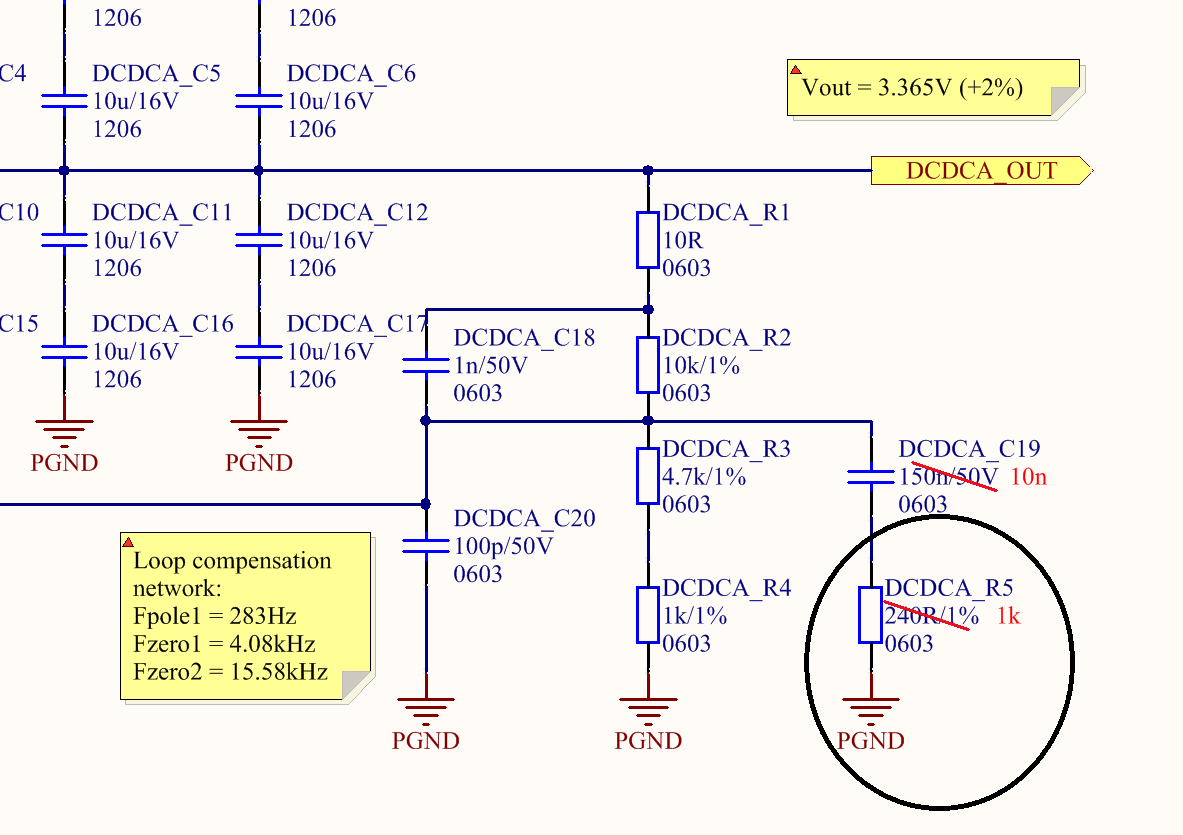 1206
1206
C4
DCDCA_C5
10u/16V
1206
DCDCA_C6
10u/16V
1206
Vout = 3.365V (+2%)
DCDCA_OUT
C10
DCDCA_C11
10u/16V
1206
DCDCA_C12
10u/16V
1206
DCDCA_R1
10R
0603
C15
DCDCA_C16
10u/16V
1206
DCDCA_C17
10u/16V
1206
DCDCA_C18
1n/50V
0603
DCDCA_R2
10k/1%
0603
PGND
PGND
DCDCA_R3
4.7k/1%
0603
DCDCA_C19
150n/50V 10n
0603
DCDCA_C20
100p/50V
0603
Loop compensation
network:
Fpole1 = 283Hz
Fzero1 = 4.08kHz
Fzero2 = 15.58kHz
DCDCA_R4
1k/1%
0603
DCDCA_R5
240R/1% 1k
0603
PGND
PGND
PGND